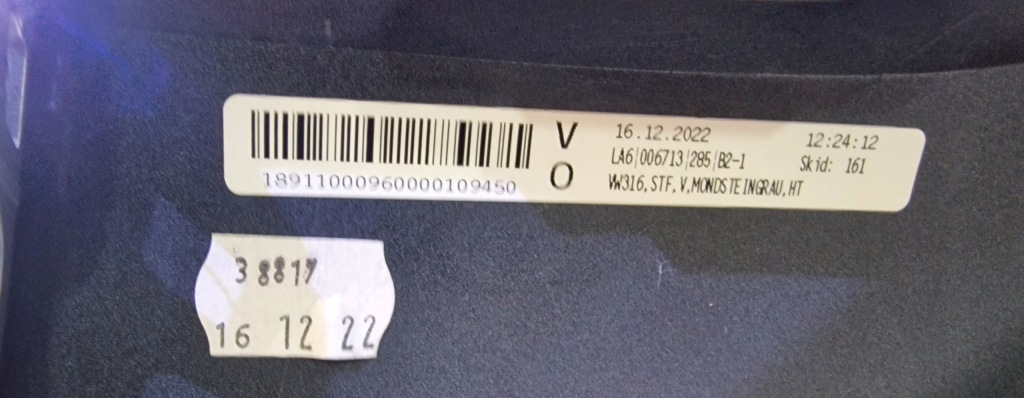 18911000960000109450
V
O
16.12.2022 12:24:12
LA6|006713|285|B2-1 Skid: 161
VW316,STF,V,MONDSTEINGRAU,HT
38817
16 12 22